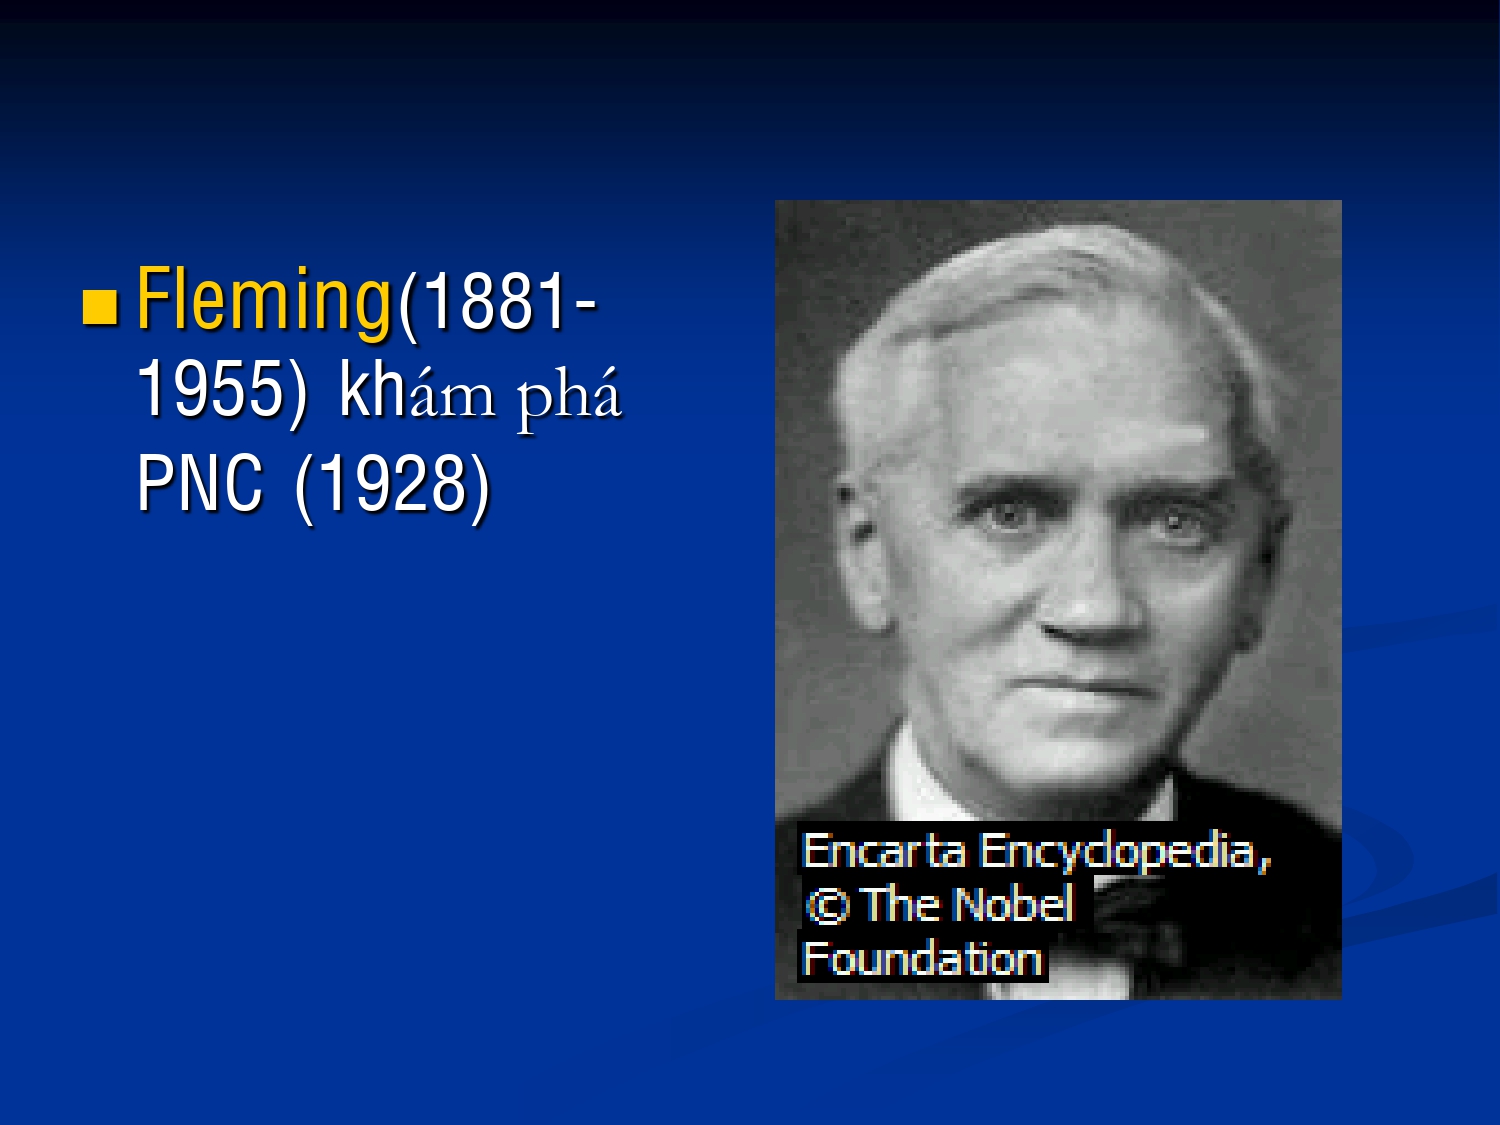 Fleming(1881-
1955) khám phá
PNC (1928)
Encarta Encyclopedia,
© The Nobel
Foundation